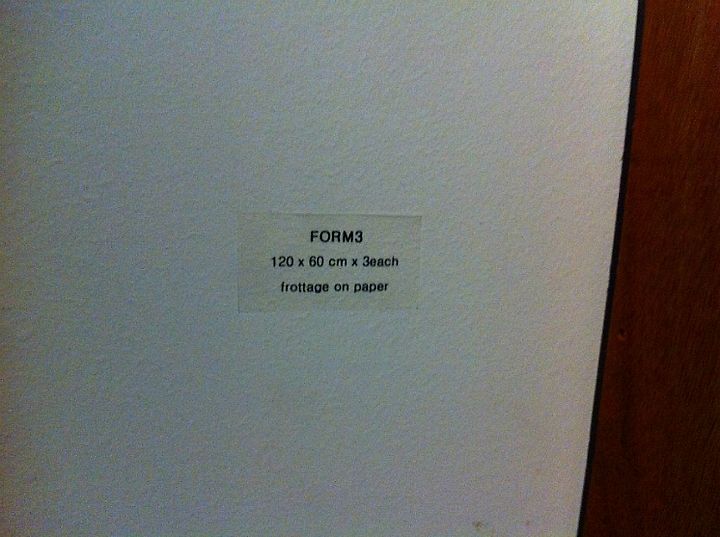 FORM3
120 x 60 cm x 3each
frottage on paper